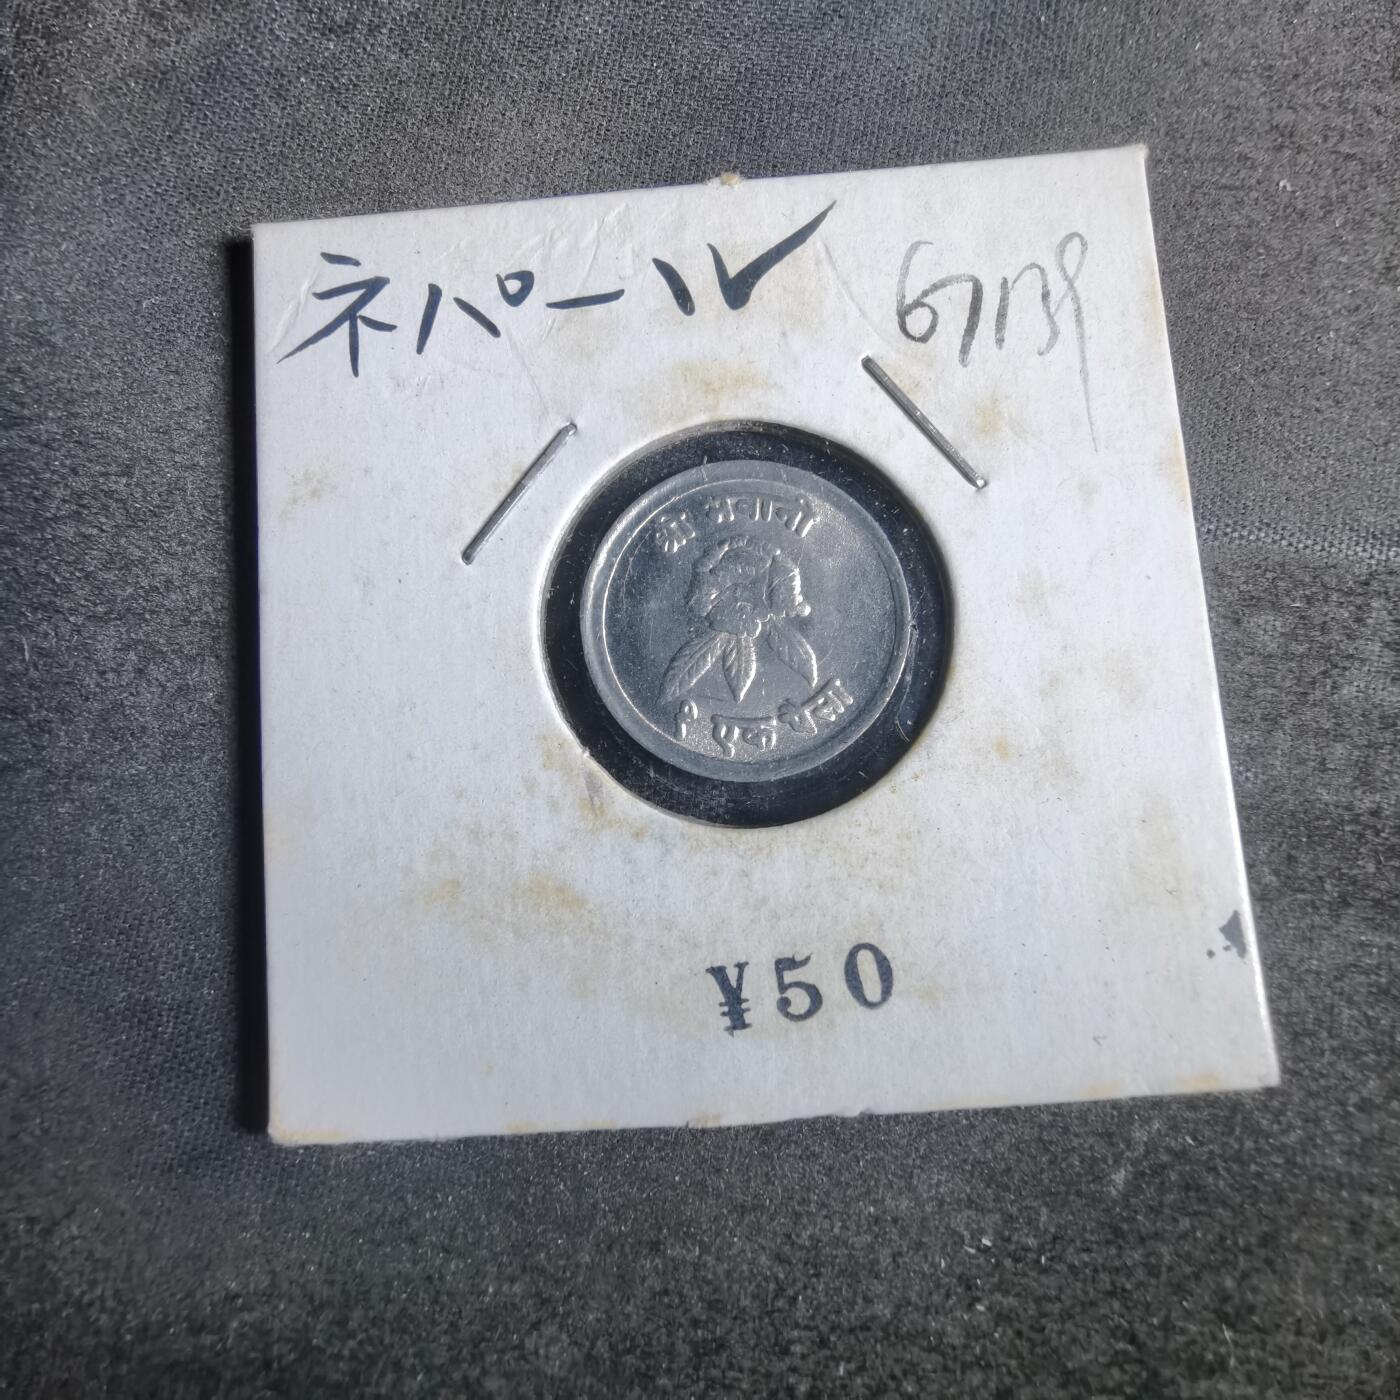 ネパール
67139
श्री भवानी
१ एक पैसा
¥50